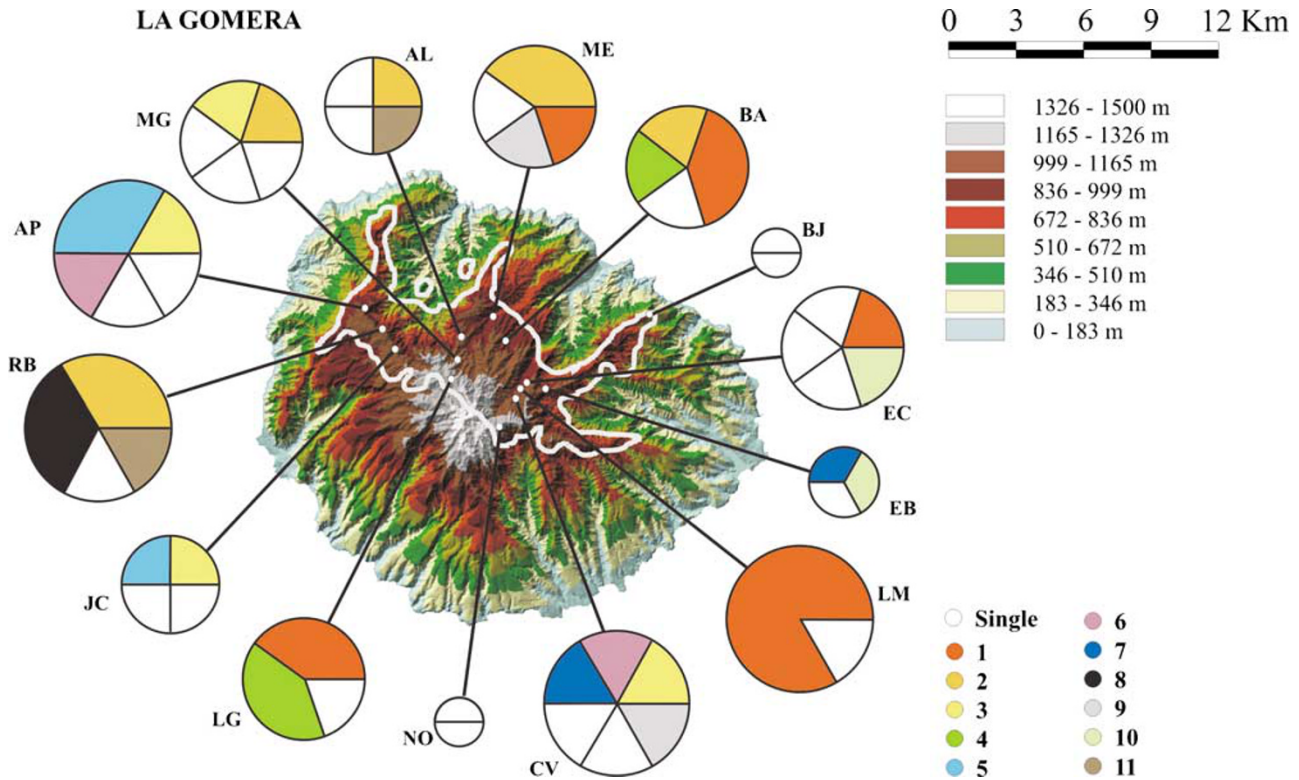 LA GOMERA
0 3 6 9 12 Km
AL
ME
MG
BA
AP
BJ
RB
EC
EB
JC
LM
LG
NO
CV
1326 - 1500 m
1165 - 1326 m
999 - 1165 m
836 - 999 m
672 - 836 m
510 - 672 m
346 - 510 m
183 - 346 m
0 - 183 m
Single
1
2
3
4
5
6
7
8
9
10
11